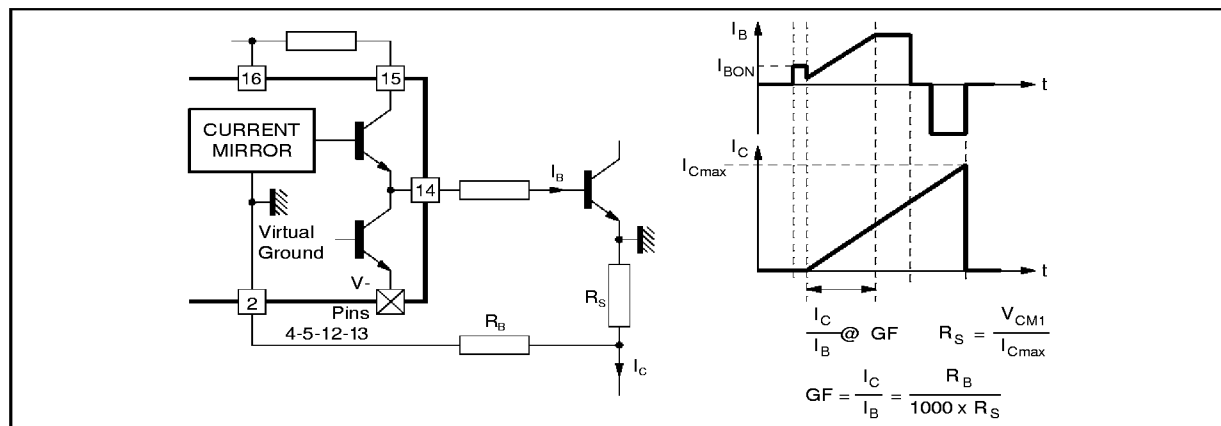 16
15
CURRENT
MIRROR
14
I_B
Virtual
Ground
V-
2
Pins
4-5-12-13
R_B
R_S
I_C
I_B
I_BON
t
I_C
I_Cmax
t
I_C / I_B @ GF
R_S = V_CM1 / I_Cmax
GF = I_C / I_B = R_B / 1000 x R_S